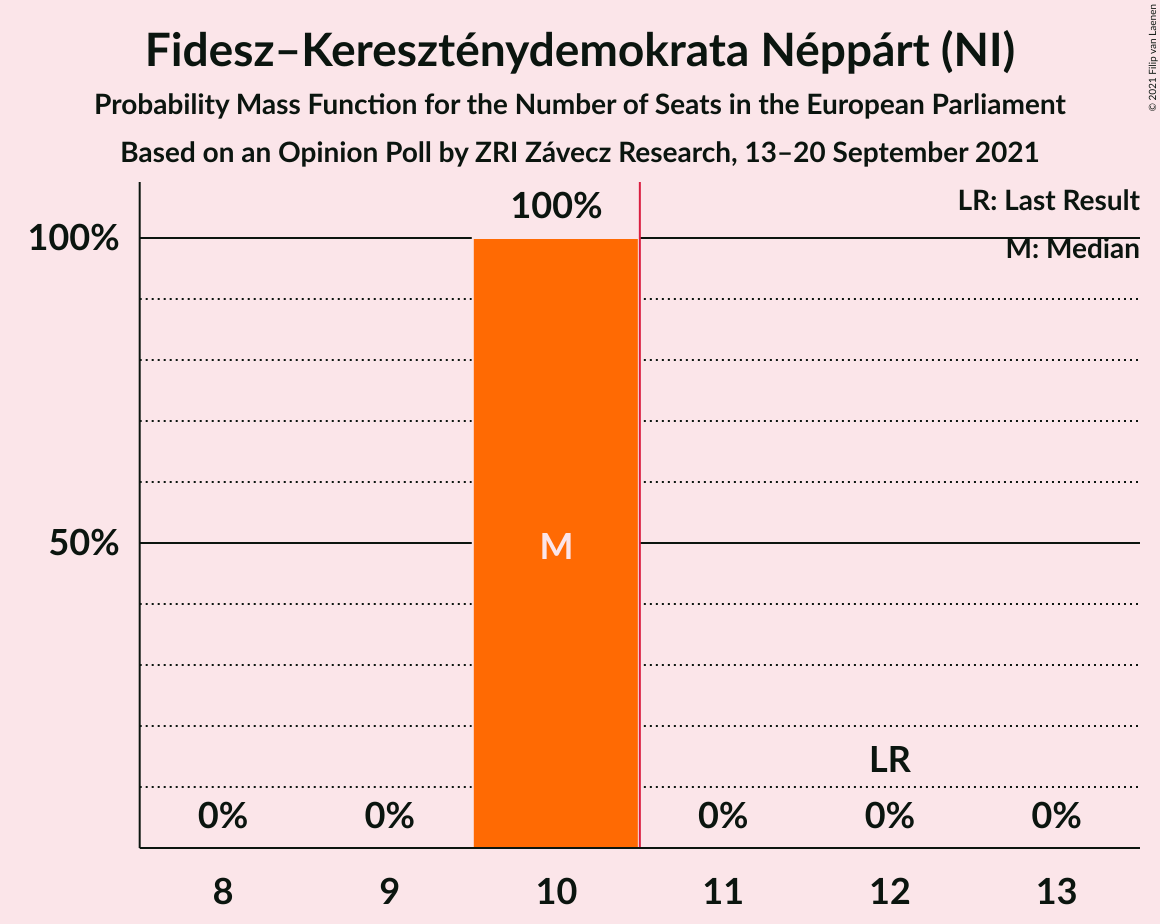 Fidesz–Kereszténydemokrata Néppárt (NI)
Probability Mass Function for the Number of Seats in the European Parliament
Based on an Opinion Poll by ZRI Závecz Research, 13–20 September 2021
© 2021 Filip van Laenen
LR: Last Result
M: Median
100%
100%
50%
M
LR
0% 0% 0% 0% 0%
8 9 10 11 12 13